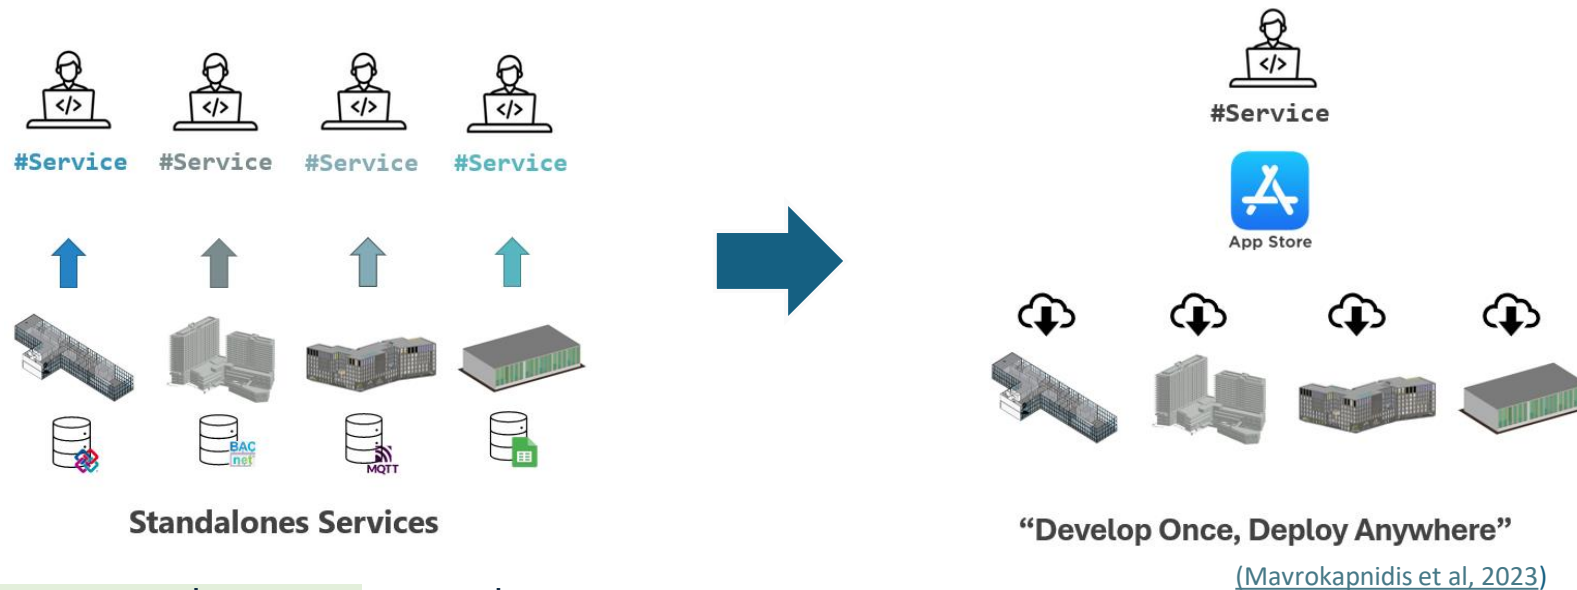 </>
</>
</>
</>
#Service
#Service
#Service
#Service
BAC
net
MQTT
Standalones Services
</>
#Service
App Store
“Develop Once, Deploy Anywhere”
(Mavrokapnidis et al, 2023)